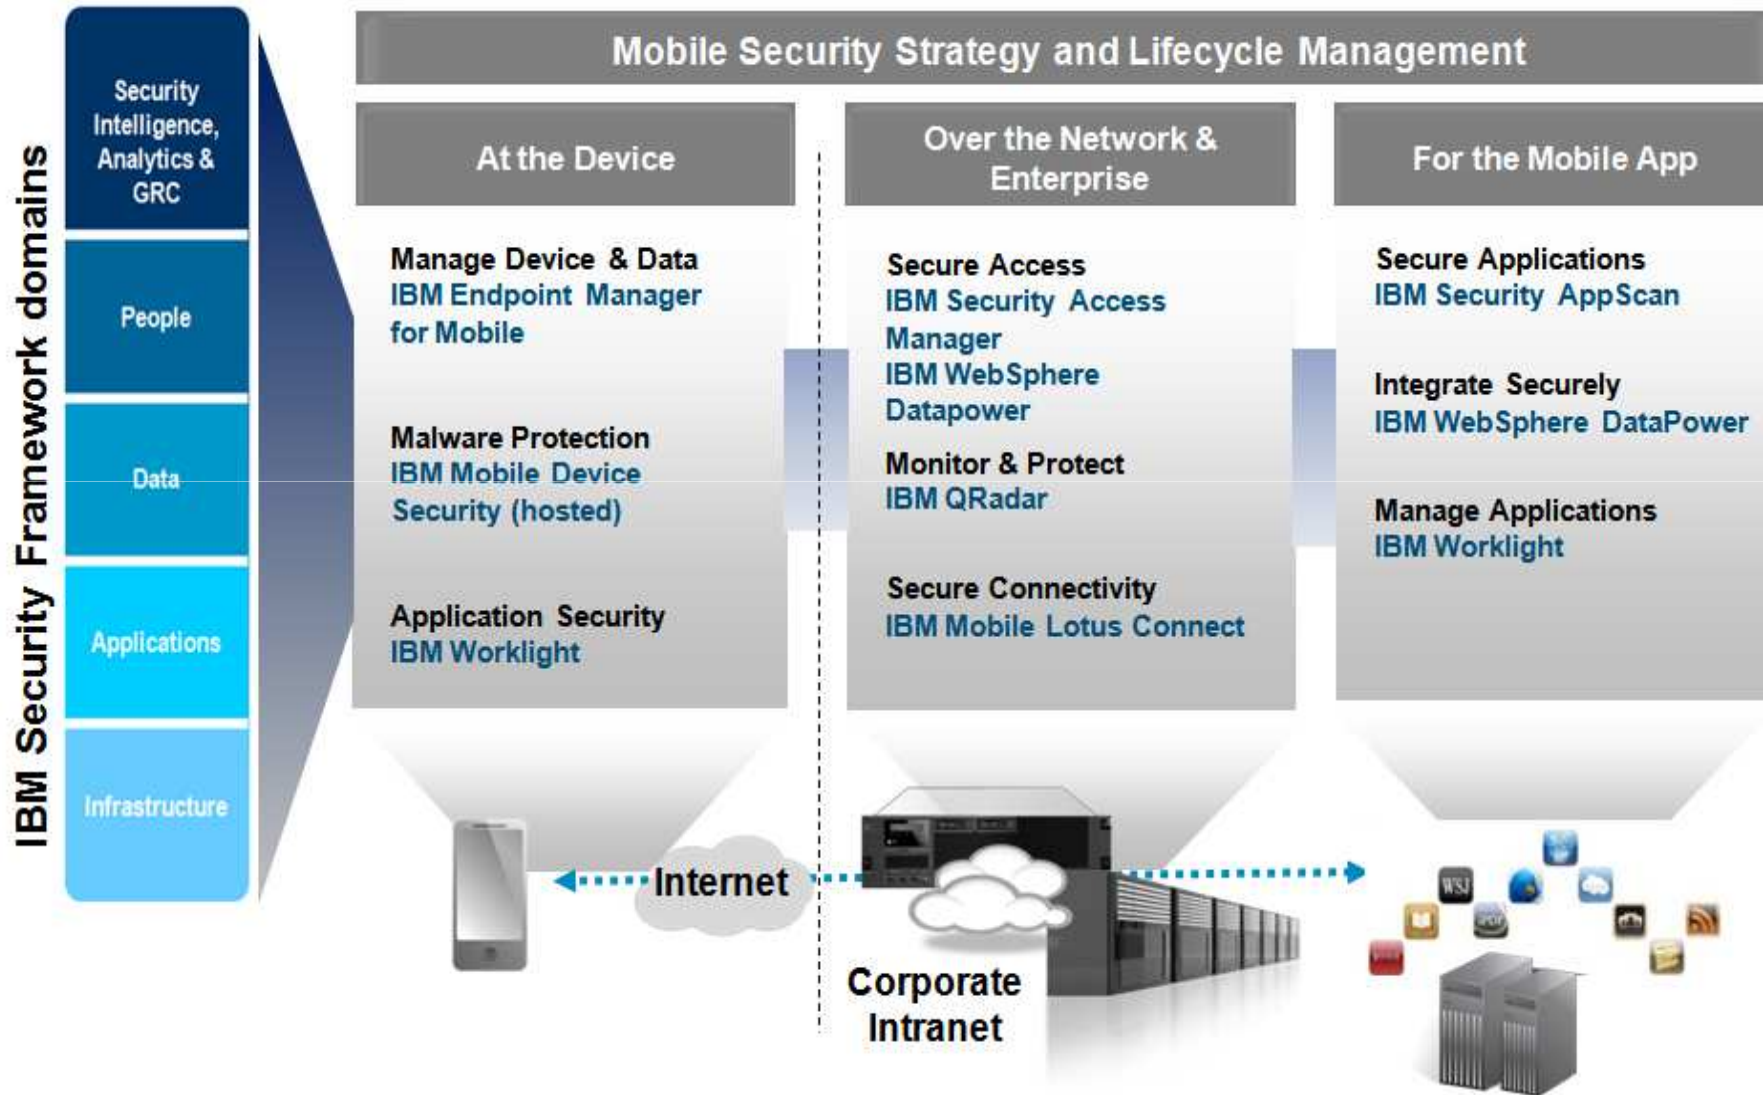 IBM Security Framework domains
Security
Intelligence,
Analytics &
GRC
People
Data
Applications
Infrastructure
Mobile Security Strategy and Lifecycle Management
At the Device
Manage Device & Data
IBM Endpoint Manager
for Mobile
Malware Protection
IBM Mobile Device
Security (hosted)
Application Security
IBM Worklight
Over the Network &
Enterprise
Secure Access
IBM Security Access
Manager
IBM WebSphere
Datapower
Monitor & Protect
IBM QRadar
Secure Connectivity
IBM Mobile Lotus Connect
For the Mobile App
Secure Applications
IBM Security AppScan
Integrate Securely
IBM WebSphere DataPower
Manage Applications
IBM Worklight
Internet
Corporate
Intranet
WSJ